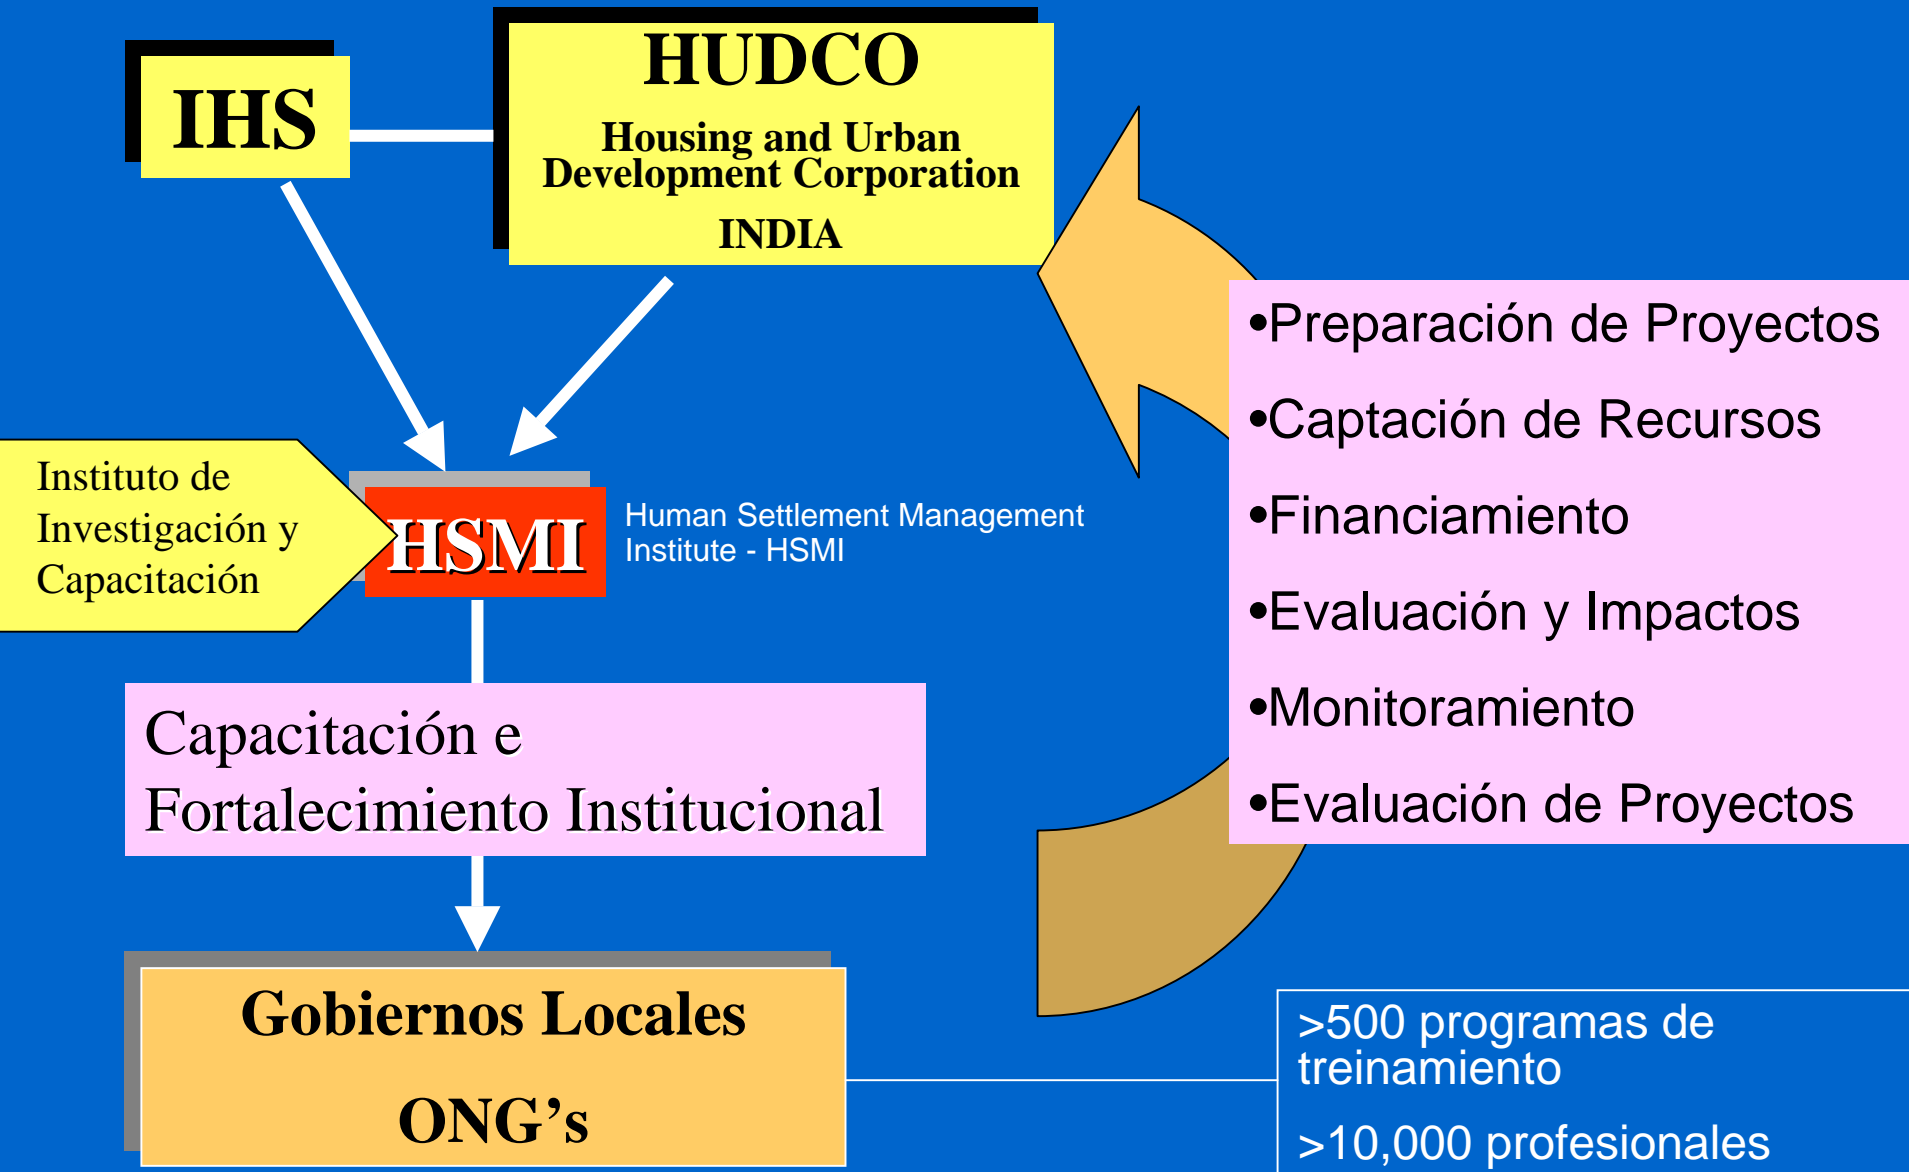 IHS
HUDCO
Housing and Urban
Development Corporation
INDIA
Instituto de
Investigación y
Capacitación
HSMI
Human Settlement Management
Institute - HSMI
Capacitación e
Fortalecimiento Institucional
Gobiernos Locales
ONG’s
•Preparación de Proyectos
•Captación de Recursos
•Financiamiento
•Evaluación y Impactos
•Monitoramiento
•Evaluación de Proyectos
>500 programas de
treinamiento
>10,000 profesionales